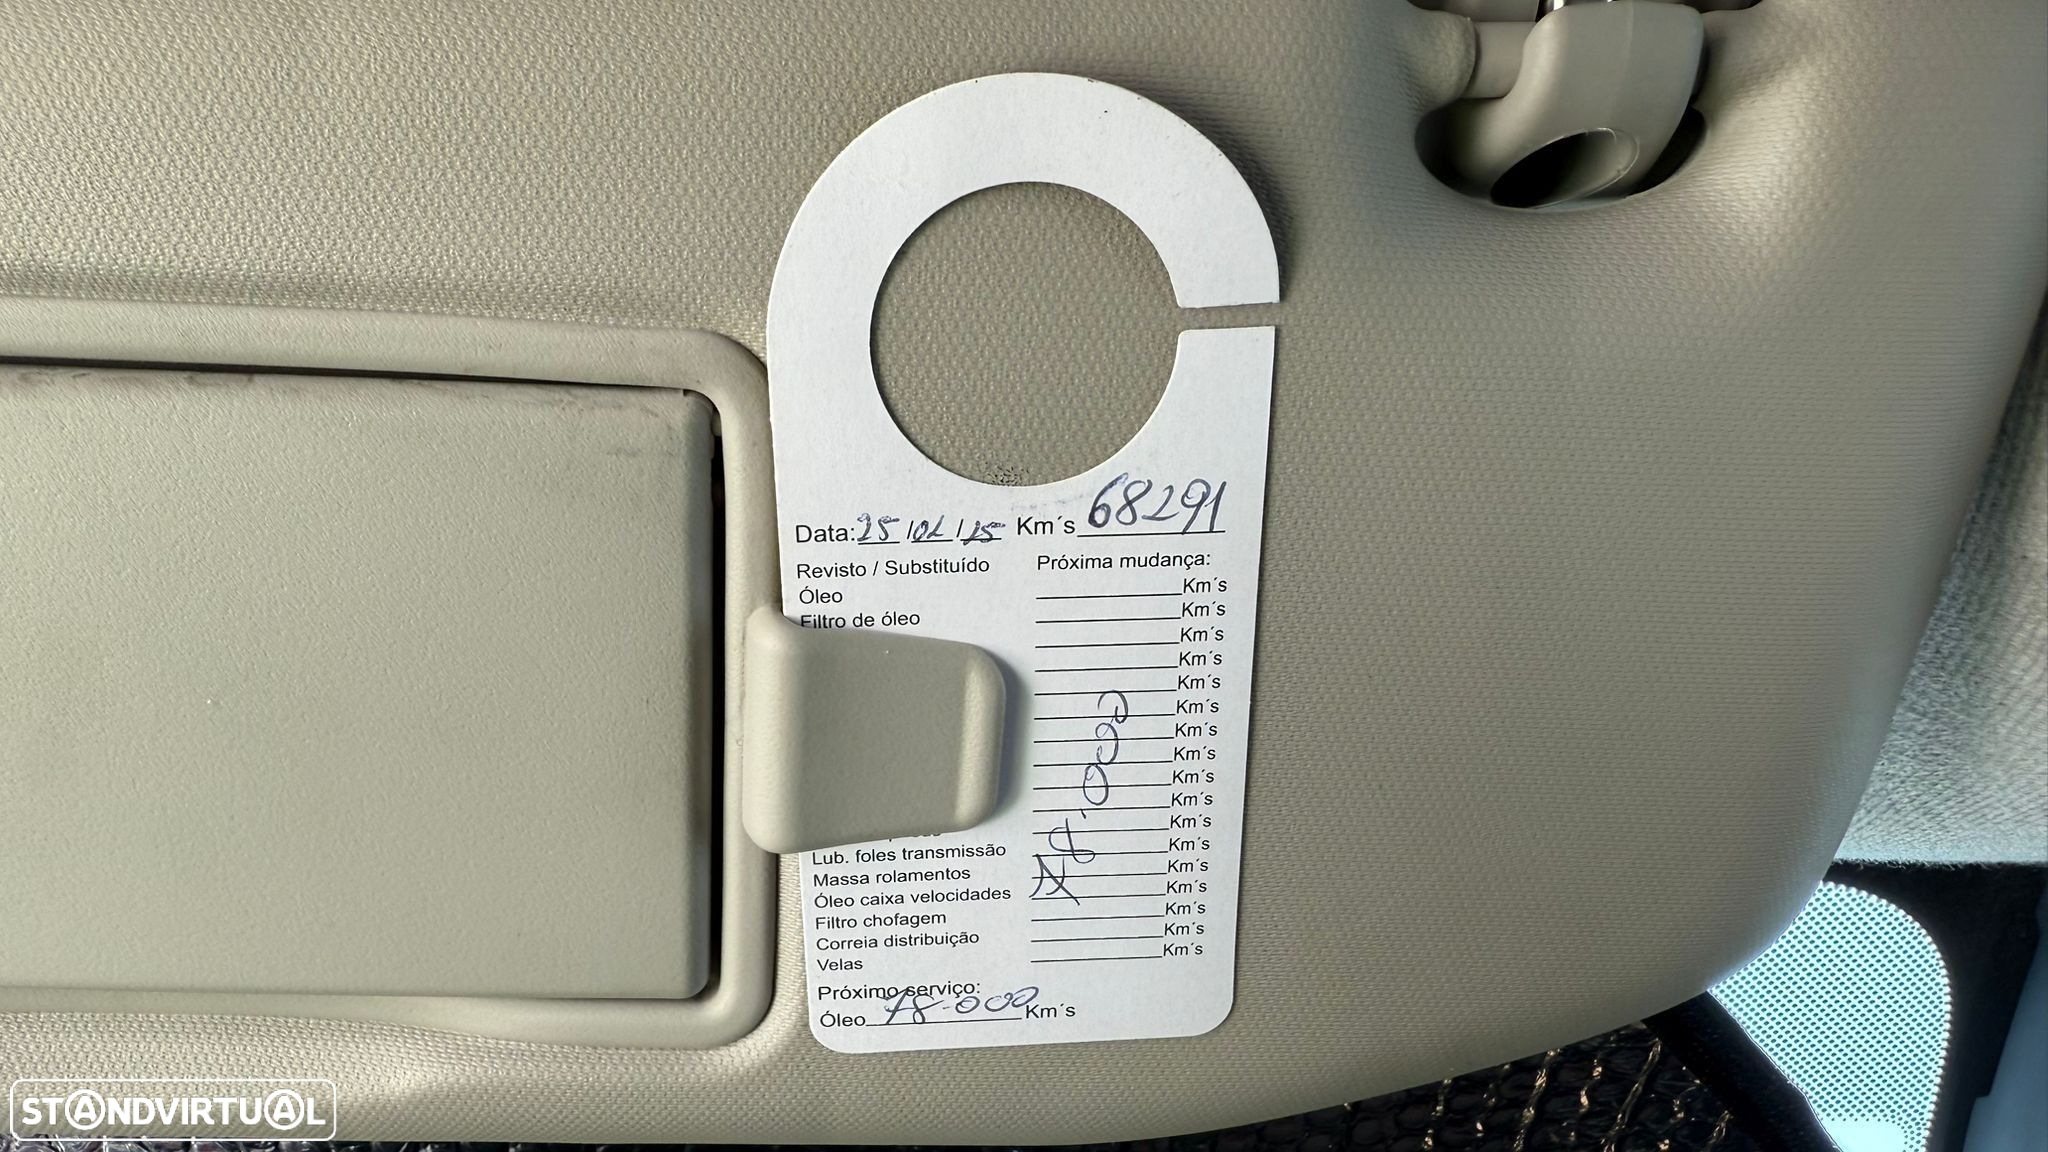 Data: 25/02/25 Km´s 68291
Revisto / Substituído Próxima mudança:
Óleo Km´s
Filtro de óleo Km´s
Km´s
Km´s
Km´s
Km´s
Km´s
Km´s
Km´s
Km´s
Km´s
Lub. foles transmissão Km´s
Massa rolamentos Km´s
Óleo caixa velocidades Km´s
Filtro chofagem Km´s
Correia distribuição Km´s
Velas Km´s
78.000
Próximo serviço:
Óleo 78.000 Km´s
STANDVIRTUAL